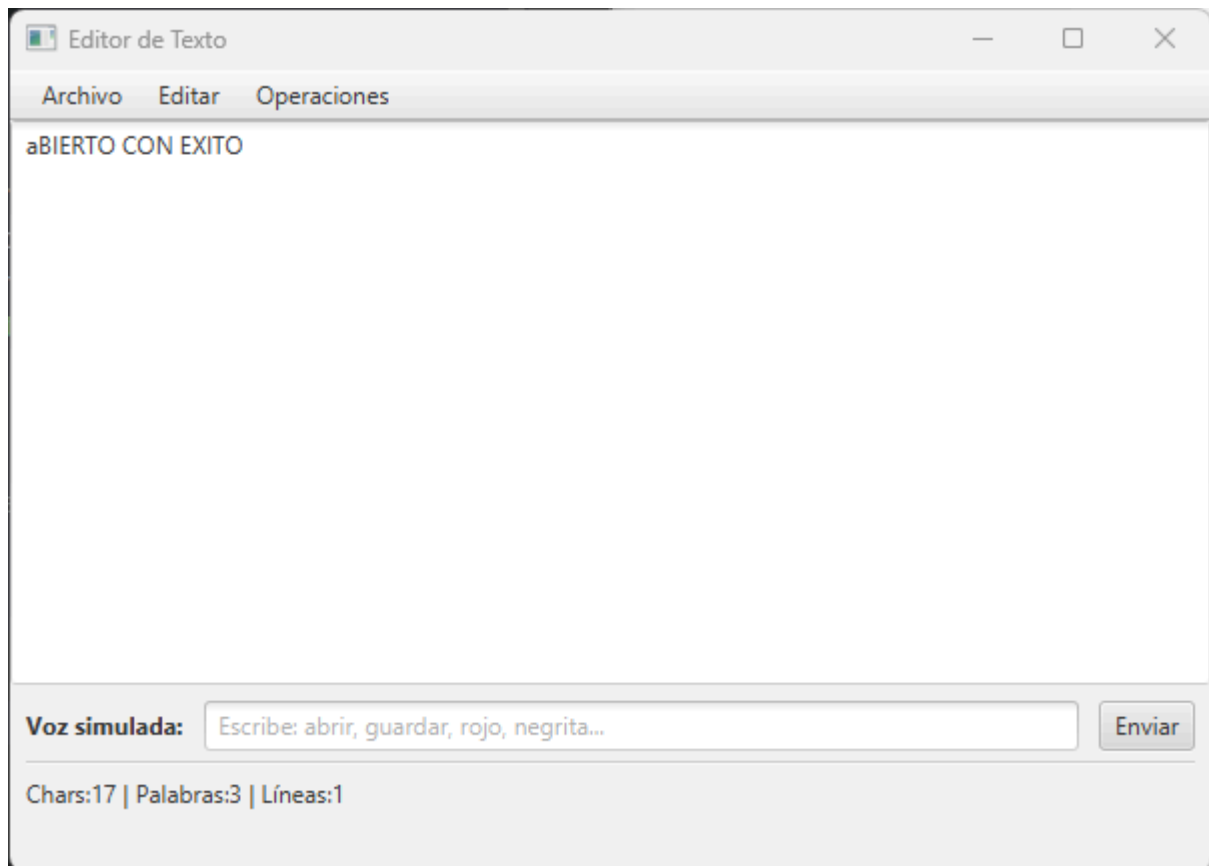 Editor de Texto
Archivo Editar Operaciones
aBIERTO CON EXITO
Voz simulada: Escribe: abrir, guardar, rojo, negrita... Enviar
Chars:17 | Palabras:3 | Líneas:1